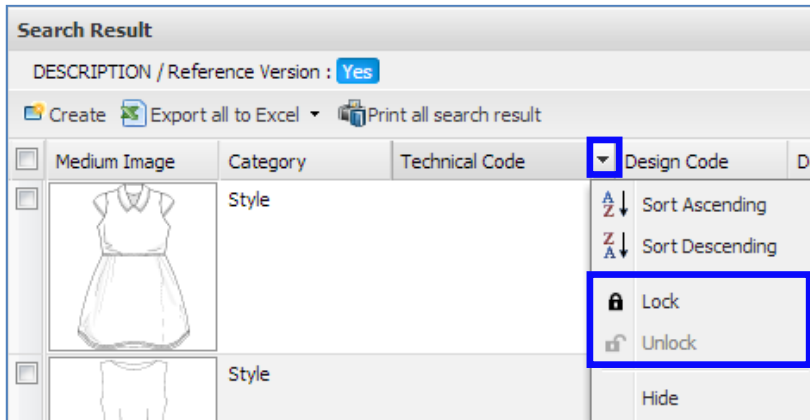 Search Result
DESCRIPTION / Reference Version : Yes
Create Export all to Excel Print all search result
Medium Image Category Technical Code Design Code D
Style
Sort Ascending
Sort Descending
Lock
Unlock
Style
Hide